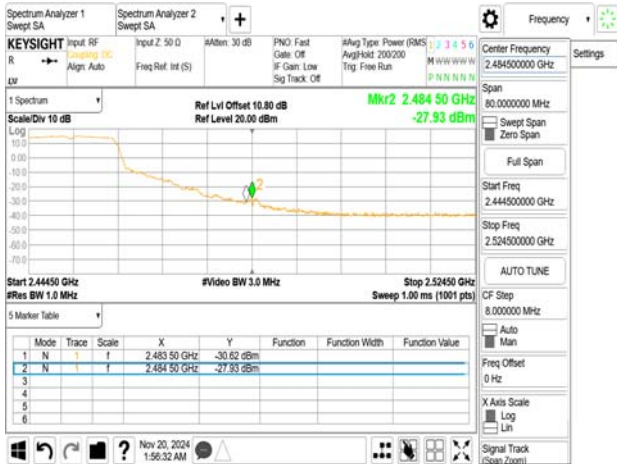 Spectrum Analyzer 1
Swept SA
Spectrum Analyzer 2
Swept SA
+
Frequency
KEYSIGHT
R
LXI
Input: RF
Coupling: DC
Align: Auto
Input Z: 50 Ω
Freq Ref: Int (S)
#Atten: 30 dB
PNO: Fast
Gate: Off
IF Gain: Low
Sig Track: Off
#Avg Type: Power (RMS
Avg|Hold: 200/200
Trig: Free Run
1 2 3 4 5 6
M W W W W W
P N N N N N
1 Spectrum
Scale/Div 10 dB
Ref Lvl Offset 10.80 dB
Ref Level 20.00 dBm
Mkr2 2.484 50 GHz
-27.93 dBm
Log
10.0
0.00
-10.0
-20.0
-30.0
-40.0
-50.0
-60.0
-70.0
2
Start 2.44450 GHz
#Res BW 1.0 MHz
#Video BW 3.0 MHz
Stop 2.52450 GHz
Sweep 1.00 ms (1001 pts)
5 Marker Table
Mode Trace Scale X Y Function Function Width Function Value
1 N 1 f 2.483 50 GHz -30.62 dBm
2 N 1 f 2.484 50 GHz -27.93 dBm
3
4
5
6
?
Nov 20, 2024
1:56:32 AM
Center Frequency
2.484500000 GHz
Settings
Span
80.0000000 MHz
Swept Span
Zero Span
Full Span
Start Freq
2.444500000 GHz
Stop Freq
2.524500000 GHz
AUTO TUNE
CF Step
8.000000 MHz
Auto
Man
Freq Offset
0 Hz
X Axis Scale
Log
Lin
Signal Track
(Span Zoom)